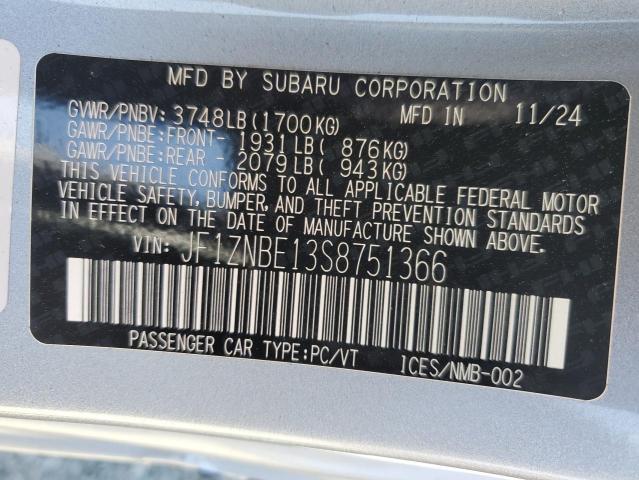 MFD BY SUBARU CORPORATION
GVWR/PNBV: 3748LB(1700KG) MFD IN 11/24
GAWR/PNBE:FRONT- 1931LB( 876KG)
GAWR/PNBE:REAR - 2079LB( 943KG)
THIS VEHICLE CONFORMS TO ALL APPLICABLE FEDERAL MOTOR
VEHICLE SAFETY, BUMPER, AND THEFT PREVENTION STANDARDS
IN EFFECT ON THE DATE OF MANUFACTURE SHOWN ABOVE.
VIN: JF1ZNBE13S8751366
PASSENGER CAR TYPE:PC/VT ICES/NMB-002